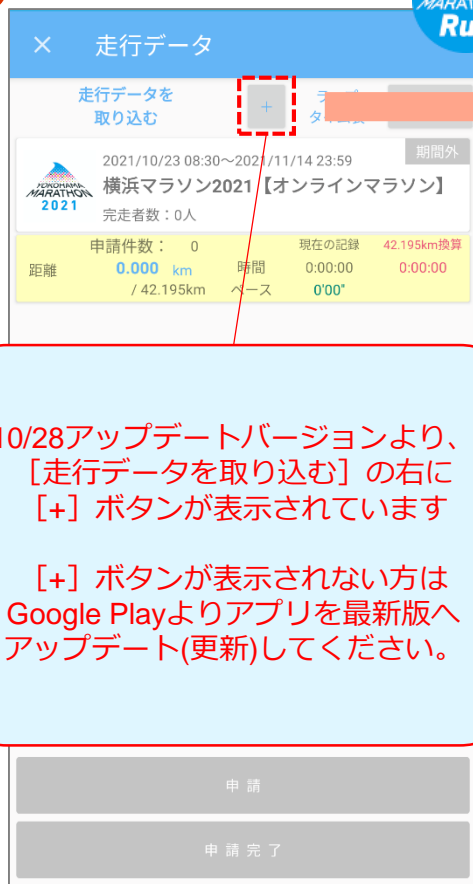 MARAT
Ru
× 走行データ
走行データを
取り込む
+
YOKOHAMA
MARATHON
2021
2021/10/23 08:30～2021/11/14 23:59
期間外
横浜マラソン2021【オンラインマラソン】
完走者数：0人
申請件数： 0
現在の記録 42.195km換算
距離 0.000 km 時間 0:00:00 0:00:00
/ 42.195km ペース 0'00"
10/28アップデートバージョンより、
［走行データを取り込む］の右に
［+］ボタンが表示されています
［+］ボタンが表示されない方は
Google Playよりアプリを最新版へ
アップデート(更新)してください。
申 請
申 請 完 了